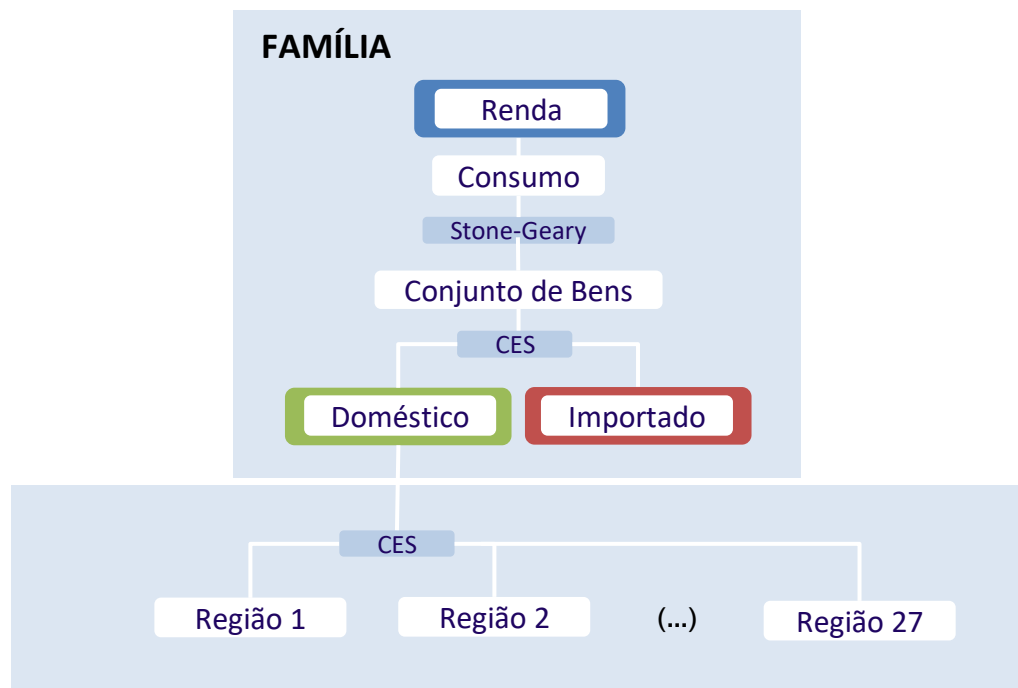 FAMÍLIA
Renda
Consumo
Stone-Geary
Conjunto de Bens
CES
Doméstico
Importado
CES
Região 1
Região 2
(...)
Região 27